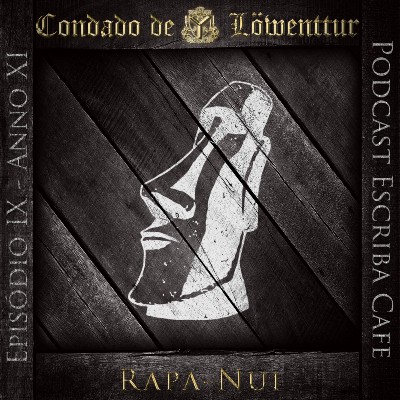 Condado de Löwenttur
Episódio IX - Anno XI
Podcast Escriba Cafe
Rapa Nui